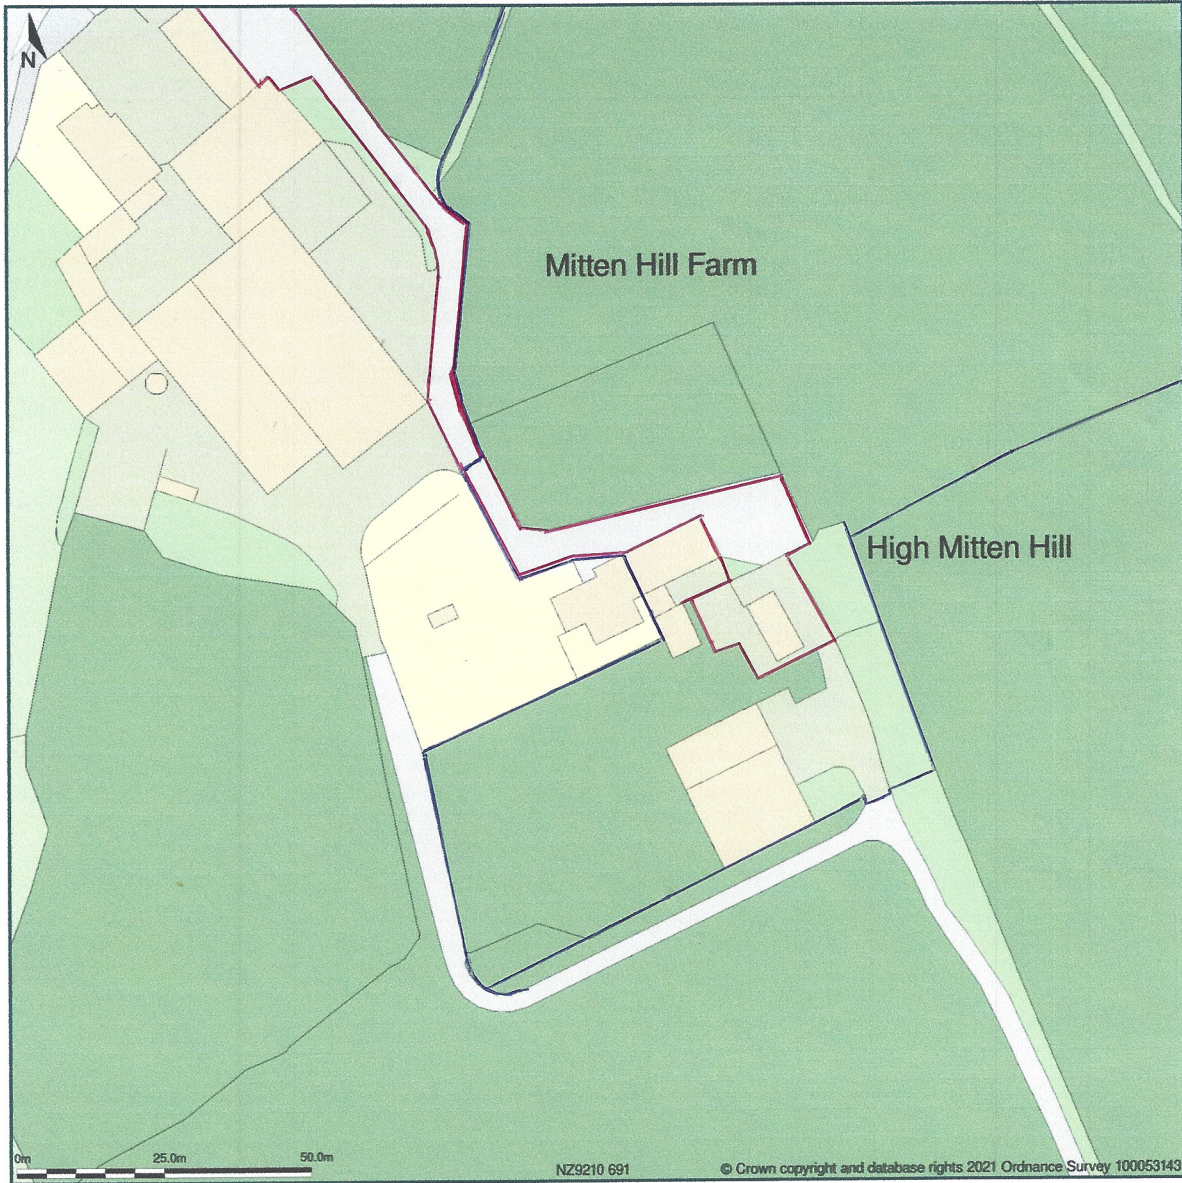 N
Mitten Hill Farm
High Mitten Hill
0m 25.0m 50.0m
NZ9210 691
© Crown copyright and database rights 2021 Ordnance Survey 100053143